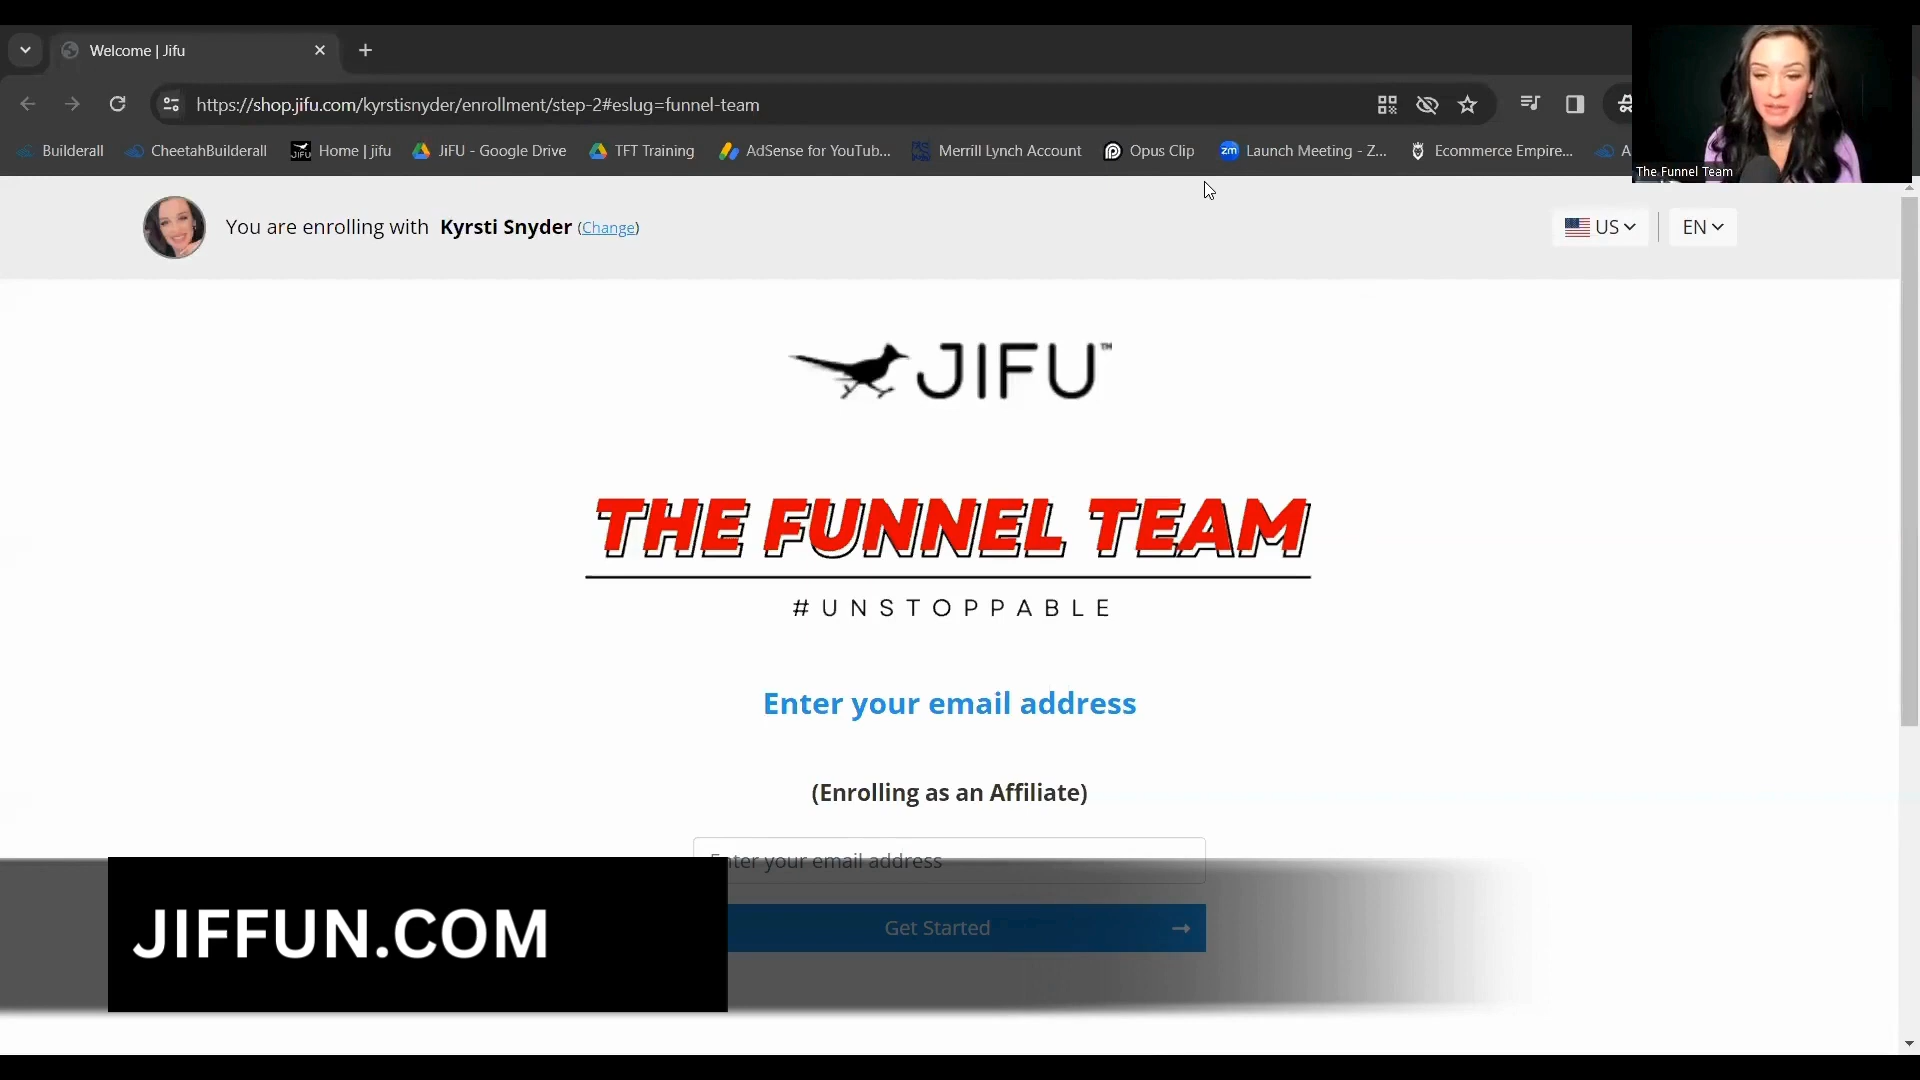 Welcome | Jifu
https://shop.jifu.com/kyrstisnyder/enrollment/step-2#eslug=funnel-team
Builderall CheetahBuilderall JIFU Home | jifu JiFU - Google Drive TFT Training AdSense for YouTub... Merrill Lynch Account Opus Clip zm Launch Meeting - Z... Ecommerce Empire... A
The Funnel Team
You are enrolling with Kyrsti Snyder (Change) US EN
JIFU™
THE FUNNEL TEAM
#UNSTOPPABLE
Enter your email address
(Enrolling as an Affiliate)
Enter your email address
Get Started
JIFFUN.COM